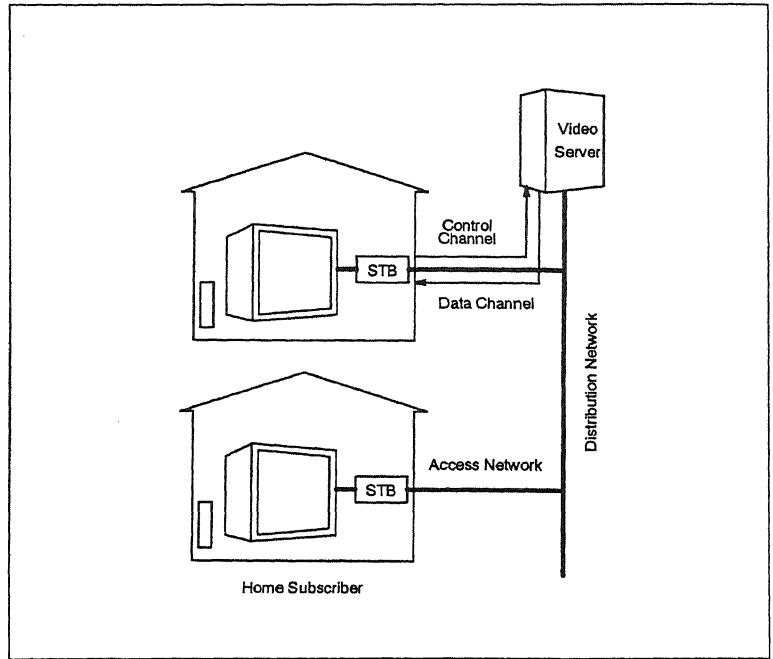 Video
Server
Control
Channel
STB
Data Channel
Distribution Network
Access Network
STB
Home Subscriber